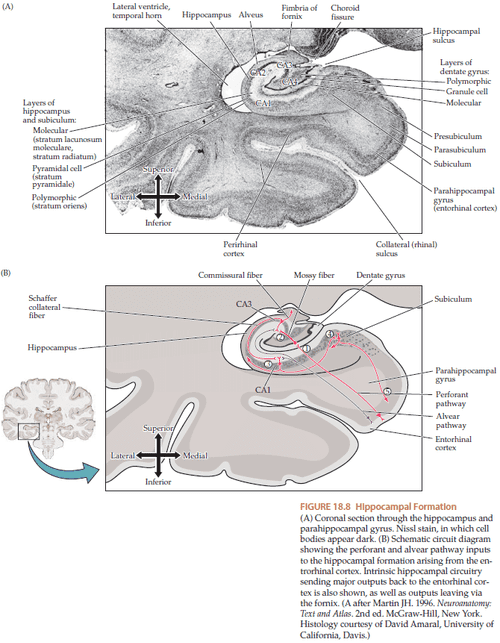 (A)
Lateral ventricle,
temporal horn
Hippocampus
Alveus
Fimbria of
fornix
Choroid
fissure
Hippocampal
sulcus
Layers of
dentate gyrus:
Polymorphic
Granule cell
Molecular
CA2
CA3
CA4
CA1
Layers of
hippocampus
and subiculum:
Molecular
(stratum lacunosum
moleculare,
stratum radiatum)
Pyramidal cell
(stratum
pyramidale)
Polymorphic
(stratum oriens)
Presubiculum
Parasubiculum
Subiculum
Parahippocampal
gyrus
(entorhinal cortex)
Superior
Lateral
Medial
Inferior
Perirhinal
cortex
Collateral (rhinal)
sulcus
(B)
Commissural fiber
Mossy fiber
Dentate gyrus
Schaffer
collateral
fiber
CA3
Subiculum
Hippocampus
1
2
3
4
5
CA1
Parahippocampal
gyrus
Perforant
pathway
Alvear
pathway
Entorhinal
cortex
Superior
Lateral
Medial
Inferior
FIGURE 18.8 Hippocampal Formation
(A) Coronal section through the hippocampus and
parahippocampal gyrus. Nissl stain, in which cell
bodies appear dark. (B) Schematic circuit diagram
showing the perforant and alvear pathway inputs
to the hippocampal formation arising from the en-
trorhinal cortex. Intrinsic hippocampal circuitry
sending major outputs back to the entorhinal cor-
tex is also shown, as well as outputs leaving via
the fornix. (A after Martin JH. 1996. Neuroanatomy:
Text and Atlas. 2nd ed. McGraw-Hill, New York.
Histology courtesy of David Amaral, University of
California, Davis.)